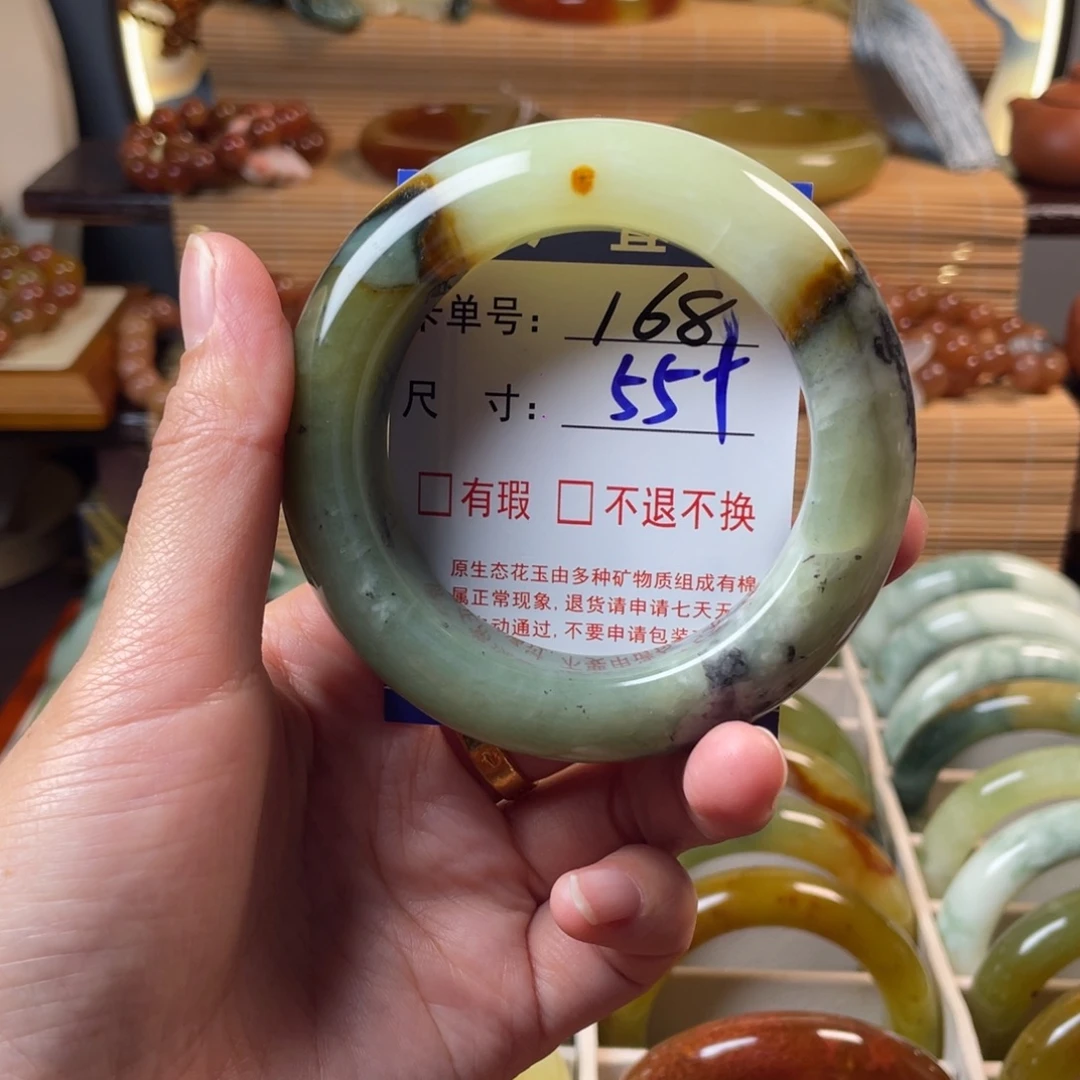 单号: 168
尺 寸: 55+
□有瑕 □不退不换
原生态花玉由多种矿物质组成有棉
属正常现象,退货请申请七天无
动通过,不要申请包装